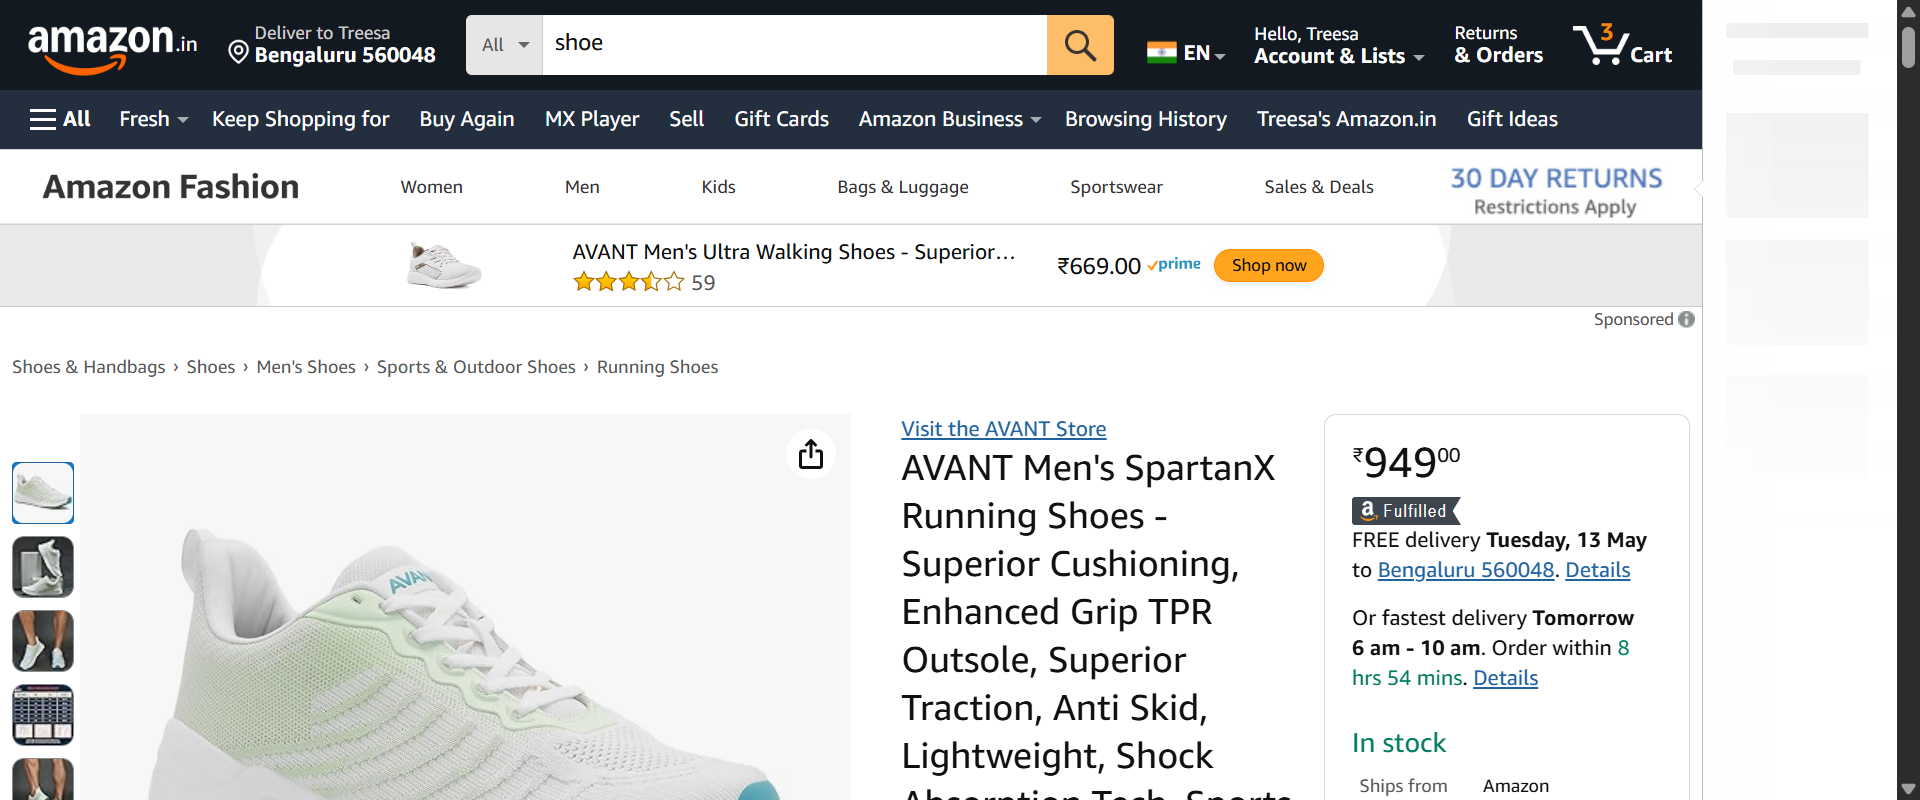 amazon.in
Deliver to Treesa
Bengaluru 560048
All
shoe
EN
Hello, Treesa
Account & Lists
Returns
& Orders
3
Cart
All
Fresh
Keep Shopping for
Buy Again
MX Player
Sell
Gift Cards
Amazon Business
Browsing History
Treesa's Amazon.in
Gift Ideas
Amazon Fashion
Women
Men
Kids
Bags & Luggage
Sportswear
Sales & Deals
30 DAY RETURNS
Restrictions Apply
AVANT Men's Ultra Walking Shoes - Superior...
59
₹669.00 prime
Shop now
Sponsored
Shoes & Handbags › Shoes › Men's Shoes › Sports & Outdoor Shoes › Running Shoes
AVANT
Visit the AVANT Store
AVANT Men's SpartanX
Running Shoes -
Superior Cushioning,
Enhanced Grip TPR
Outsole, Superior
Traction, Anti Skid,
Lightweight, Shock
Absorption Tech, Sports
₹94900
a Fulfilled
FREE delivery Tuesday, 13 May
to Bengaluru 560048. Details
Or fastest delivery Tomorrow
6 am - 10 am. Order within 8
hrs 54 mins. Details
In stock
Ships from Amazon